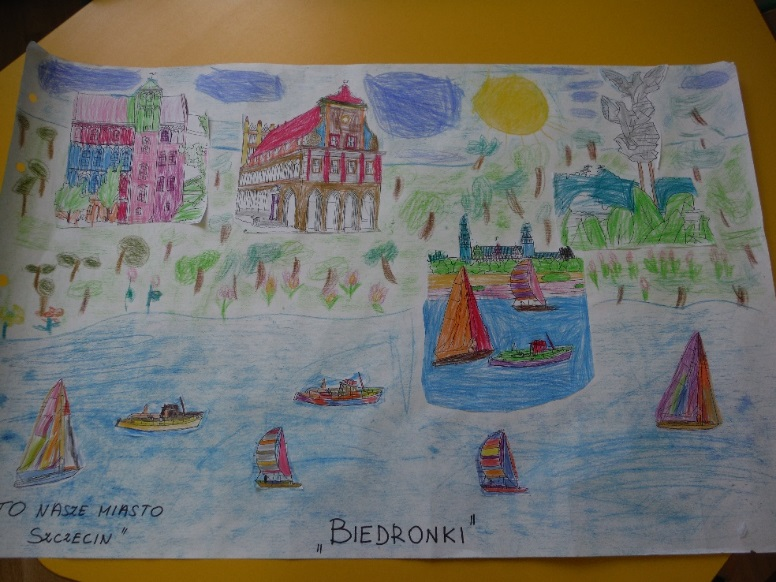 TO NASZE MIASTO
SZCZECIN"
„BIEDRONKI"